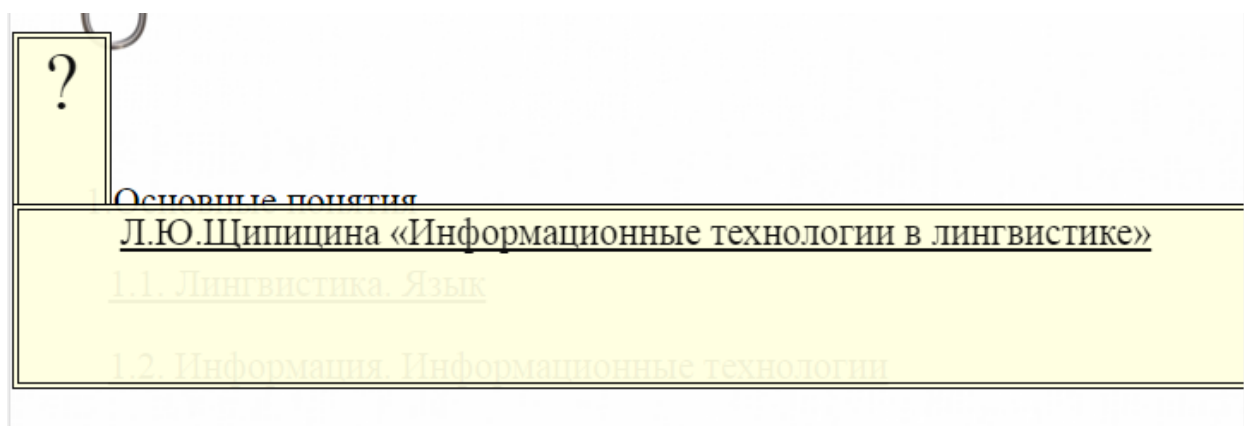 ?
1.Основные понятия
Л.Ю.Щипицина «Информационные технологии в лингвистике»
1.1. Лингвистика. Язык
1.2. Информация. Информационные технологии